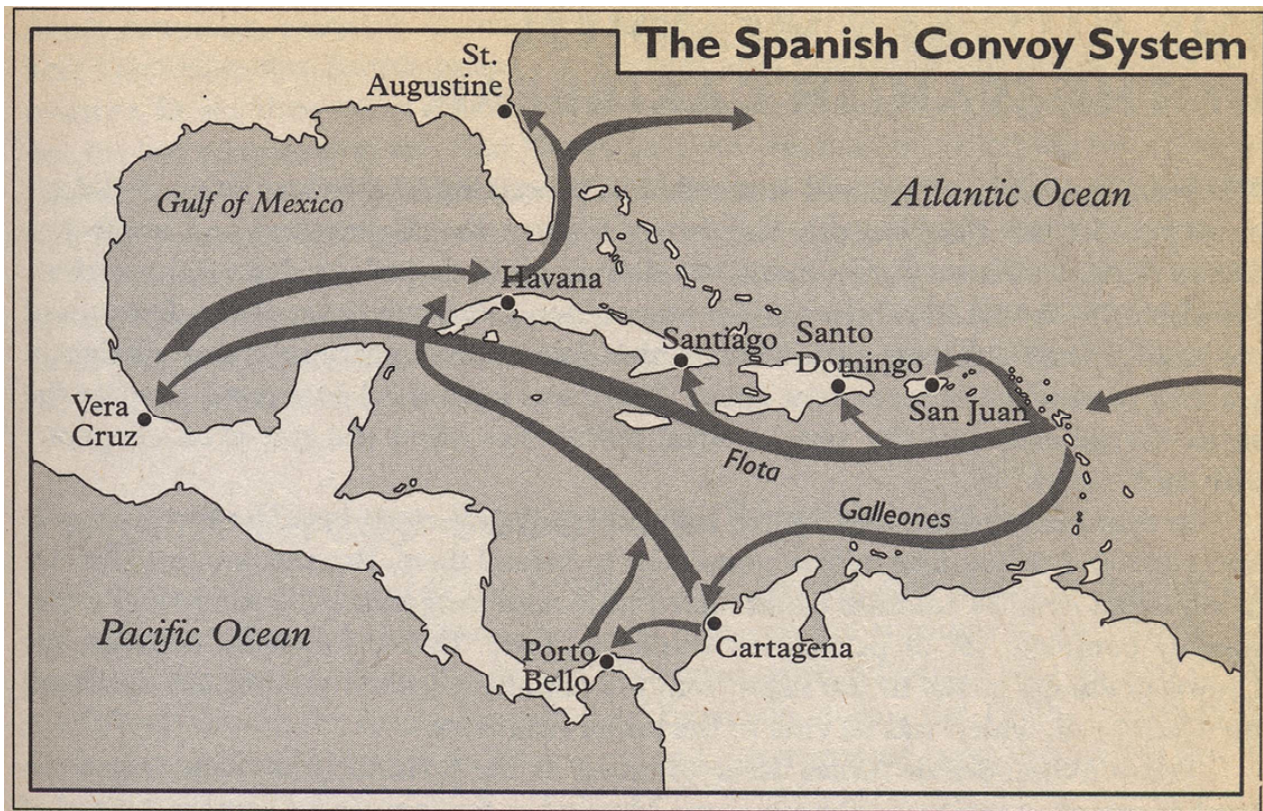 The Spanish Convoy System
St.
Augustine
Gulf of Mexico
Atlantic Ocean
Havana
Santiago
Santo
Domingo
San Juan
Vera
Cruz
Flota
Galleones
Pacific Ocean
Porto
Bello
Cartagena